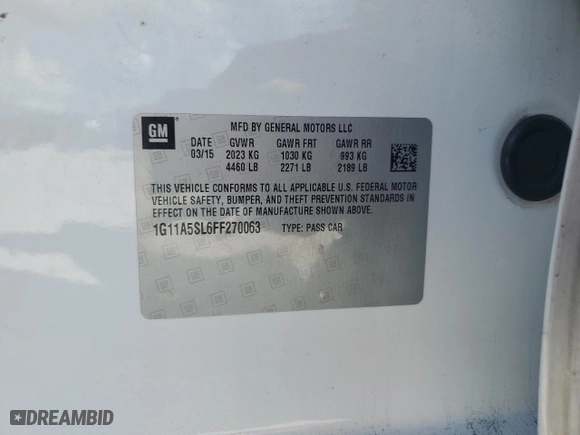 GM
MFD BY GENERAL MOTORS LLC
DATE GVWR GAWR FRT GAWR RR
03/15 2023 KG 1030 KG 993 KG
4460 LB 2271 LB 2189 LB
THIS VEHICLE CONFORMS TO ALL APPLICABLE U.S. FEDERAL MOTOR
VEHICLE SAFETY, BUMPER, AND THEFT PREVENTION STANDARDS IN
EFFECT ON THE DATE OF MANUFACTURE SHOWN ABOVE.
1G11A5SL6FF270063 TYPE: PASS CAR
DREAMBID